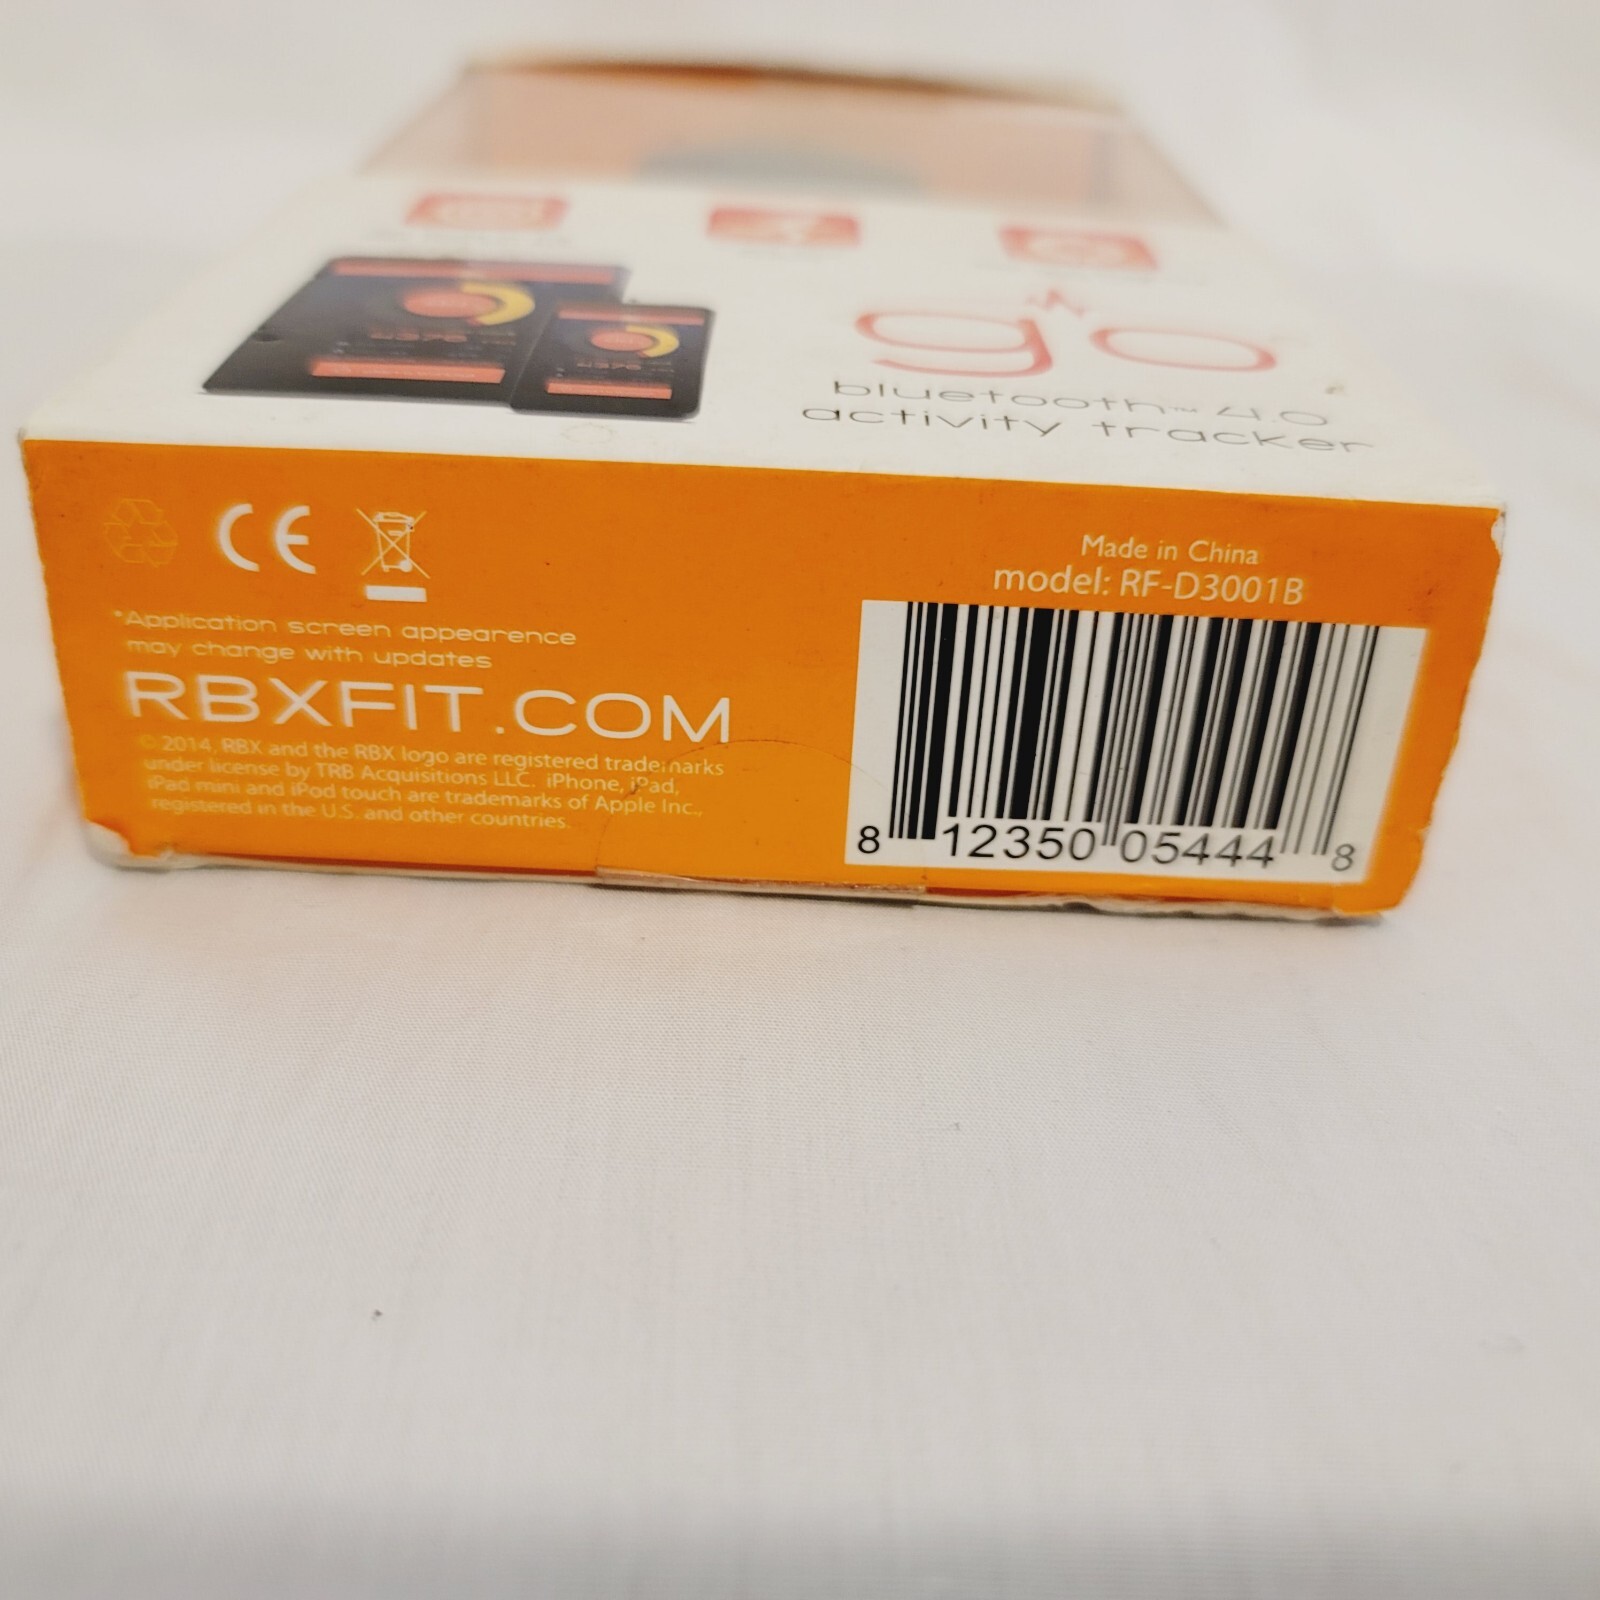 go
bluetooth™ 4.0
activity tracker
CE
Made in China
model: RF-D3001B
*Application screen appearence
may change with updates
RBXFIT.COM
© 2014, RBX and the RBX logo are registered trademarks
under license by TRB Acquisitions LLC. iPhone, iPad,
iPad mini and iPod touch are trademarks of Apple Inc.,
registered in the U.S. and other countries.
8 12350 05444 8